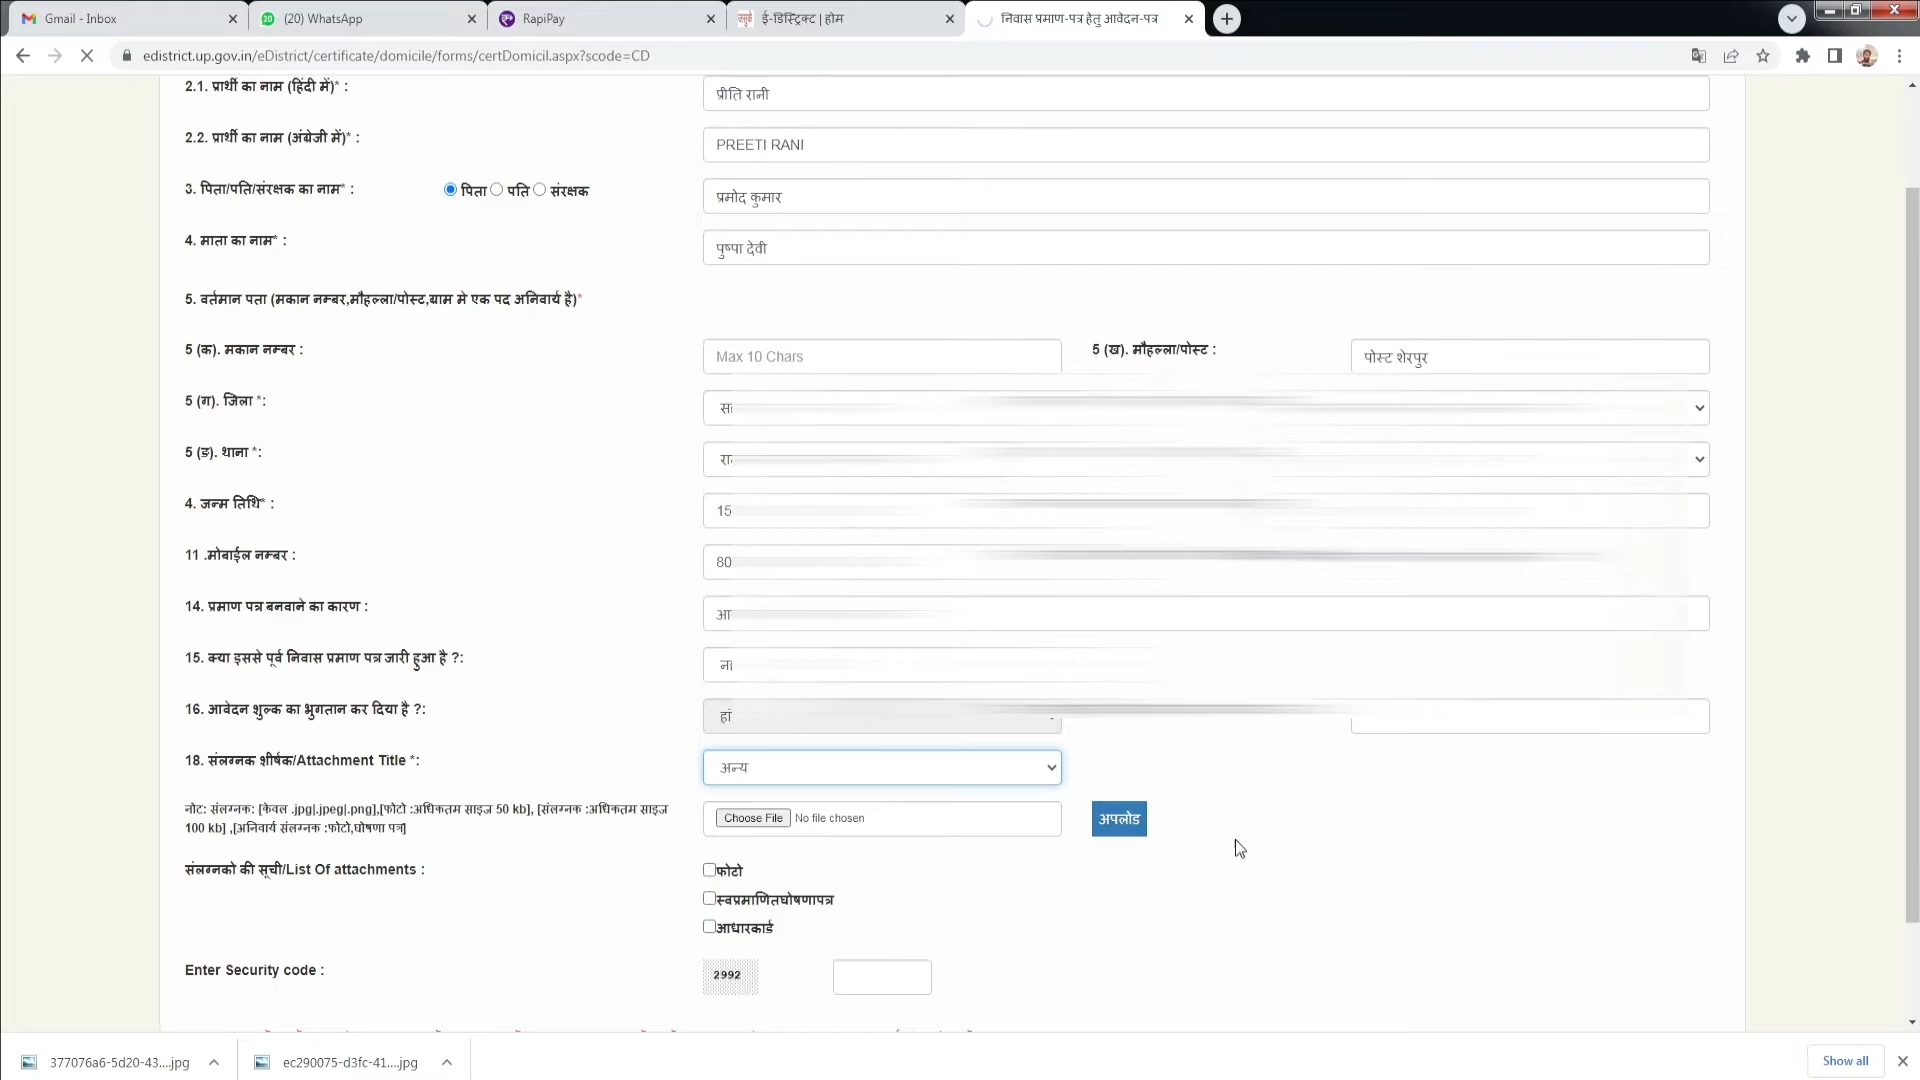 Gmail - Inbox
(20) WhatsApp
RapiPay
ई-डिस्ट्रिक्ट | होम
निवास प्रमाण-पत्र हेतु आवेदन-पत्र
edistrict.up.gov.in/eDistrict/certificate/domicile/forms/certDomicil.aspx?scode=CD
2.1. प्रार्थी का नाम (हिंदी में)* : प्रीति रानी
2.2. प्रार्थी का नाम (अंग्रेजी में)* : PREETI RANI
3. पिता/पति/संरक्षक का नाम* : पिता पति संरक्षक प्रमोद कुमार
4. माता का नाम* : पुष्पा देवी
5. वर्तमान पता (मकान नम्बर,मौहल्ला/पोस्ट,ग्राम मे एक पद अनिवार्य है)*
5 (क). मकान नम्बर : Max 10 Chars 5 (ख). मौहल्ला/पोस्ट : पोस्ट शेरपुर
5 (ग). जिला *:
5 (ङ). थाना *:
4. जन्म तिथि* : 15
11 .मोबाईल नम्बर : 80
14. प्रमाण पत्र बनवाने का कारण :
15. क्या इससे पूर्व निवास प्रमाण पत्र जारी हुआ है ?:
16. आवेदन शुल्क का भुगतान कर दिया है ?: हां
18. संलग्नक शीर्षक/Attachment Title *: अन्य
नोट: संलग्नक: [केवल .jpg|.jpeg|.png],[फोटो :अधिकतम साइज 50 kb], [संलग्नक :अधिकतम साइज
100 kb] ,[अनिवार्य संलग्नक :फोटो,घोषणा पत्र]
Choose File No file chosen अपलोड
संलग्नको की सूची/List Of attachments : फोटो
स्वप्रमाणितघोषणापत्र
आधारकार्ड
Enter Security code : 2992
377076a6-5d20-43....jpg
ec290075-d3fc-41....jpg
Show all